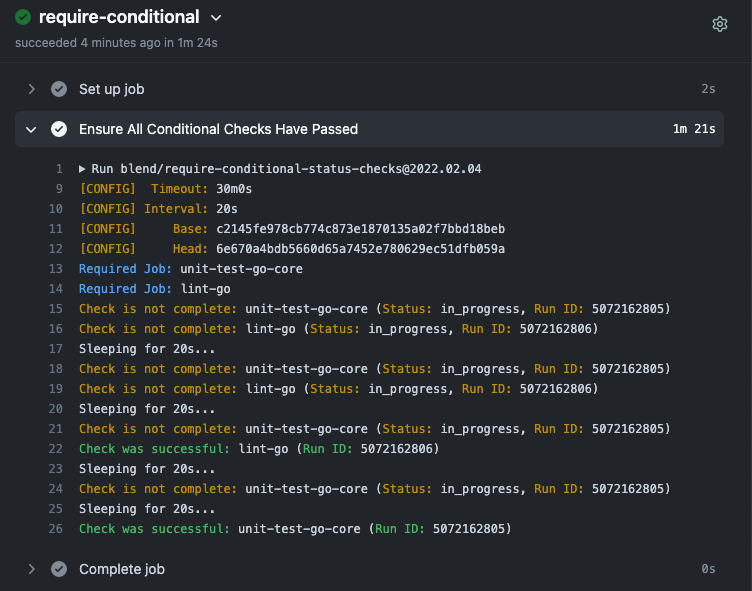 require-conditional
succeeded 4 minutes ago in 1m 24s
Set up job 2s
Ensure All Conditional Checks Have Passed 1m 21s
1 Run blend/require-conditional-status-checks@2022.02.04
9 [CONFIG]  Timeout: 30m0s
10 [CONFIG] Interval: 20s
11 [CONFIG]     Base: c2145fe978cb774c873e1870135a02f7bbd18beb
12 [CONFIG]     Head: 6e670a4bdb5660d65a7452e780629ec51dfb059a
13 Required Job: unit-test-go-core
14 Required Job: lint-go
15 Check is not complete: unit-test-go-core (Status: in_progress, Run ID: 5072162805)
16 Check is not complete: lint-go (Status: in_progress, Run ID: 5072162806)
17 Sleeping for 20s...
18 Check is not complete: unit-test-go-core (Status: in_progress, Run ID: 5072162805)
19 Check is not complete: lint-go (Status: in_progress, Run ID: 5072162806)
20 Sleeping for 20s...
21 Check is not complete: unit-test-go-core (Status: in_progress, Run ID: 5072162805)
22 Check was successful: lint-go (Run ID: 5072162806)
23 Sleeping for 20s...
24 Check is not complete: unit-test-go-core (Status: in_progress, Run ID: 5072162805)
25 Sleeping for 20s...
26 Check was successful: unit-test-go-core (Run ID: 5072162805)
Complete job 0s